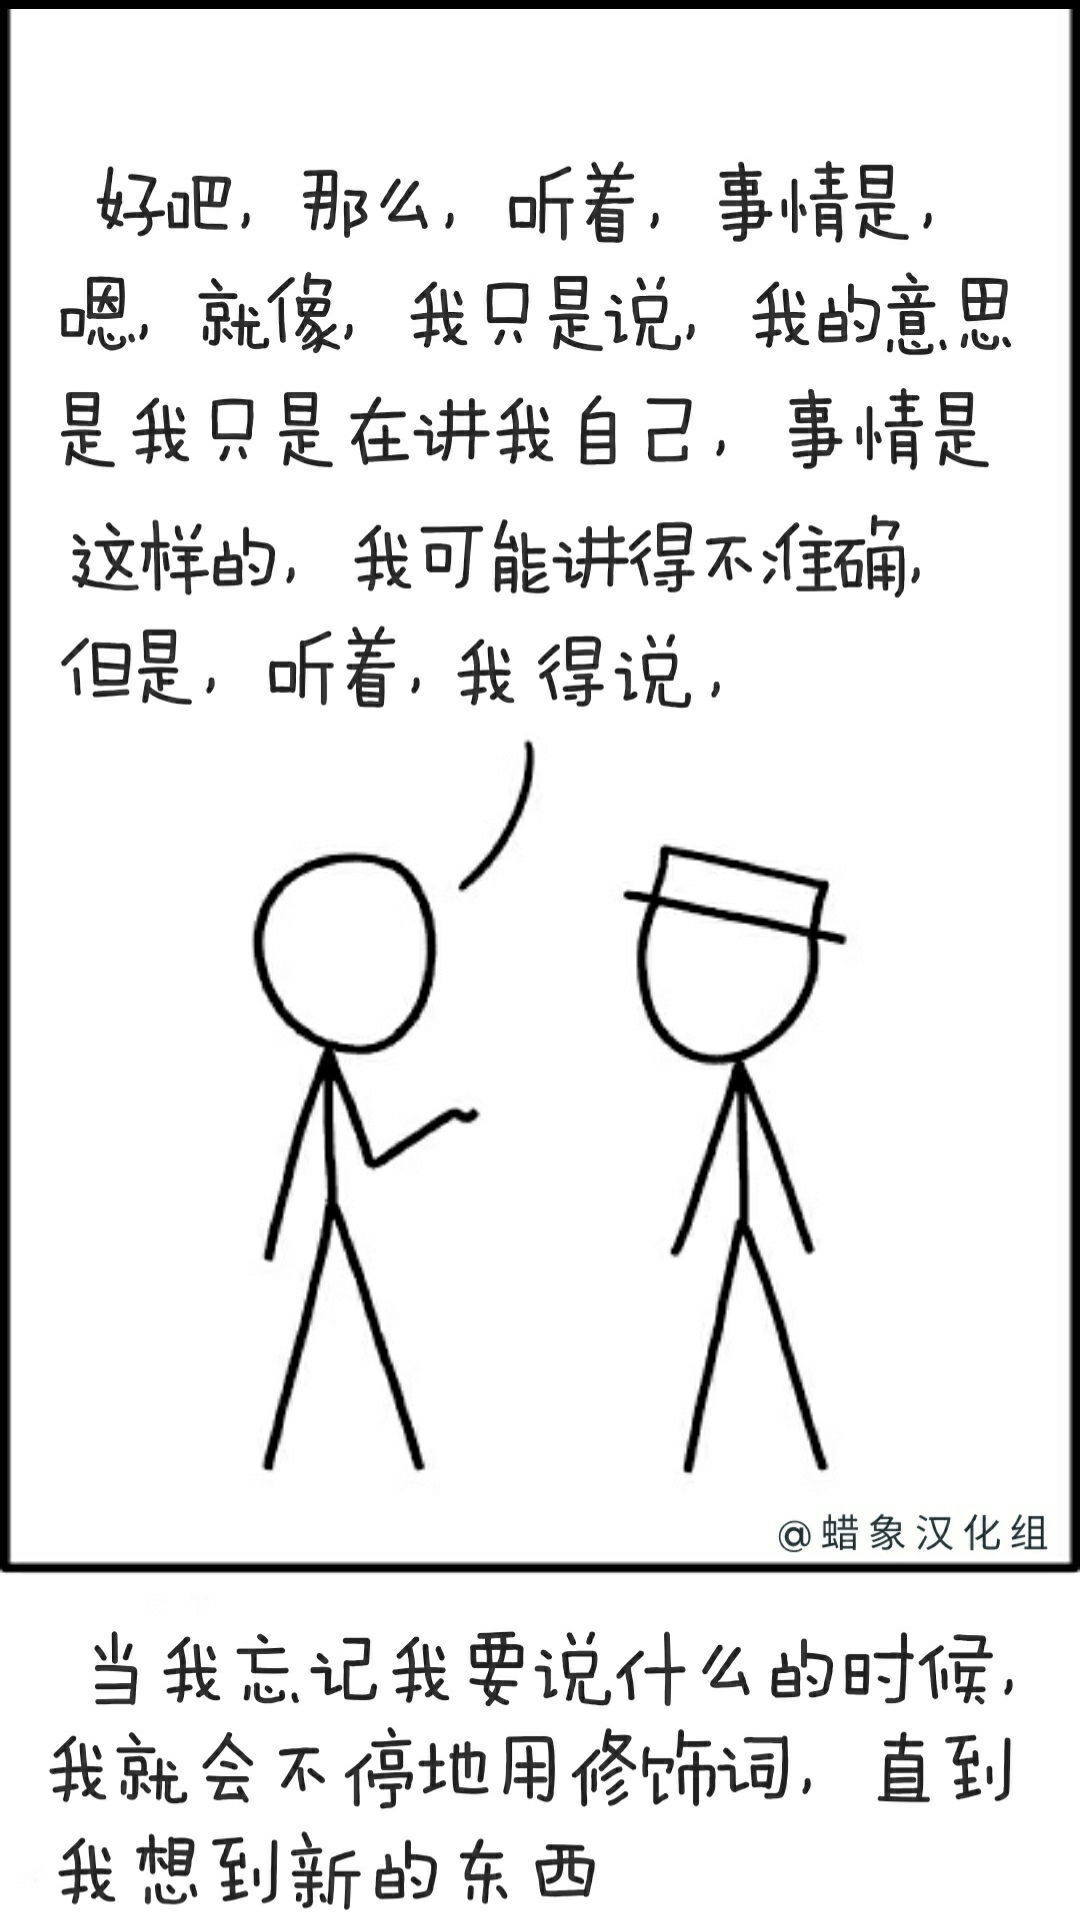 好吧，那么，听着，事情是，
嗯，就像，我只是说，我的意思
是我只是在讲我自己，事情是
这样的，我可能讲得不准确，
但是，听着，我得说，
@蜡象汉化组
当我忘记我要说什么的时候，
我就会不停地用修饰词，直到
我想到新的东西